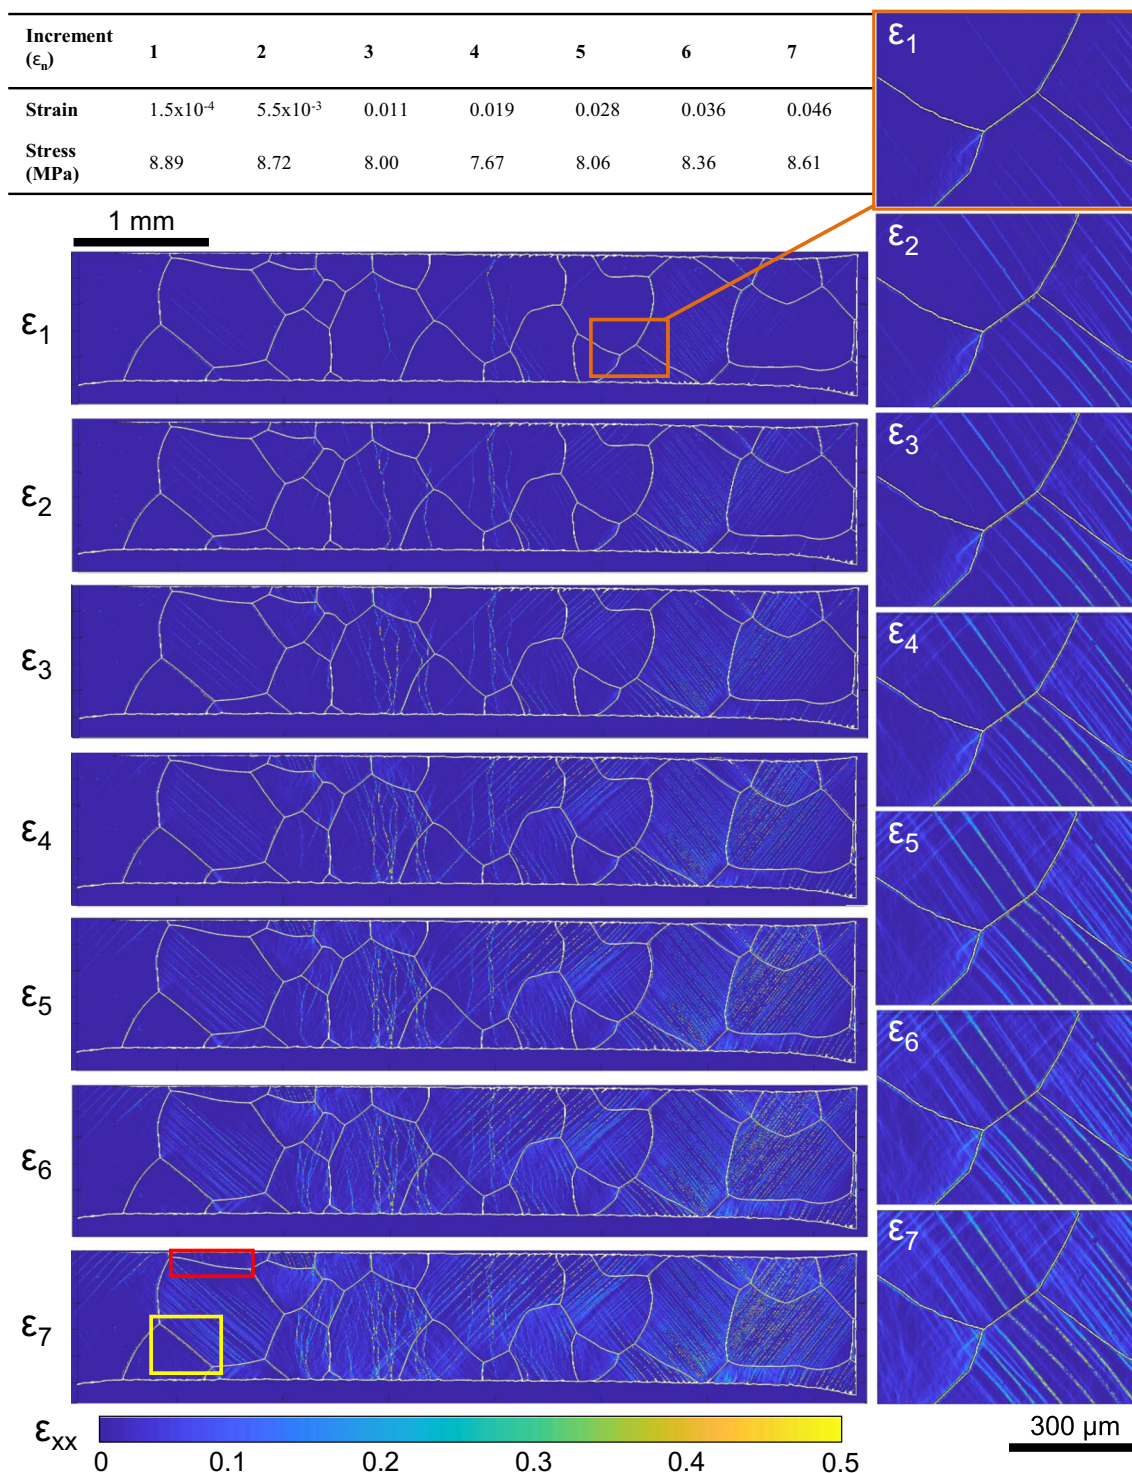 Increment (εn) 1 2 3 4 5 6 7
Strain 1.5x10-4 5.5x10-3 0.011 0.019 0.028 0.036 0.046
Stress (MPa) 8.89 8.72 8.00 7.67 8.06 8.36 8.61
1 mm
ε1
ε2
ε3
ε4
ε5
ε6
ε7
εxx
0 0.1 0.2 0.3 0.4 0.5
ε1
ε2
ε3
ε4
ε5
ε6
ε7
300 μm